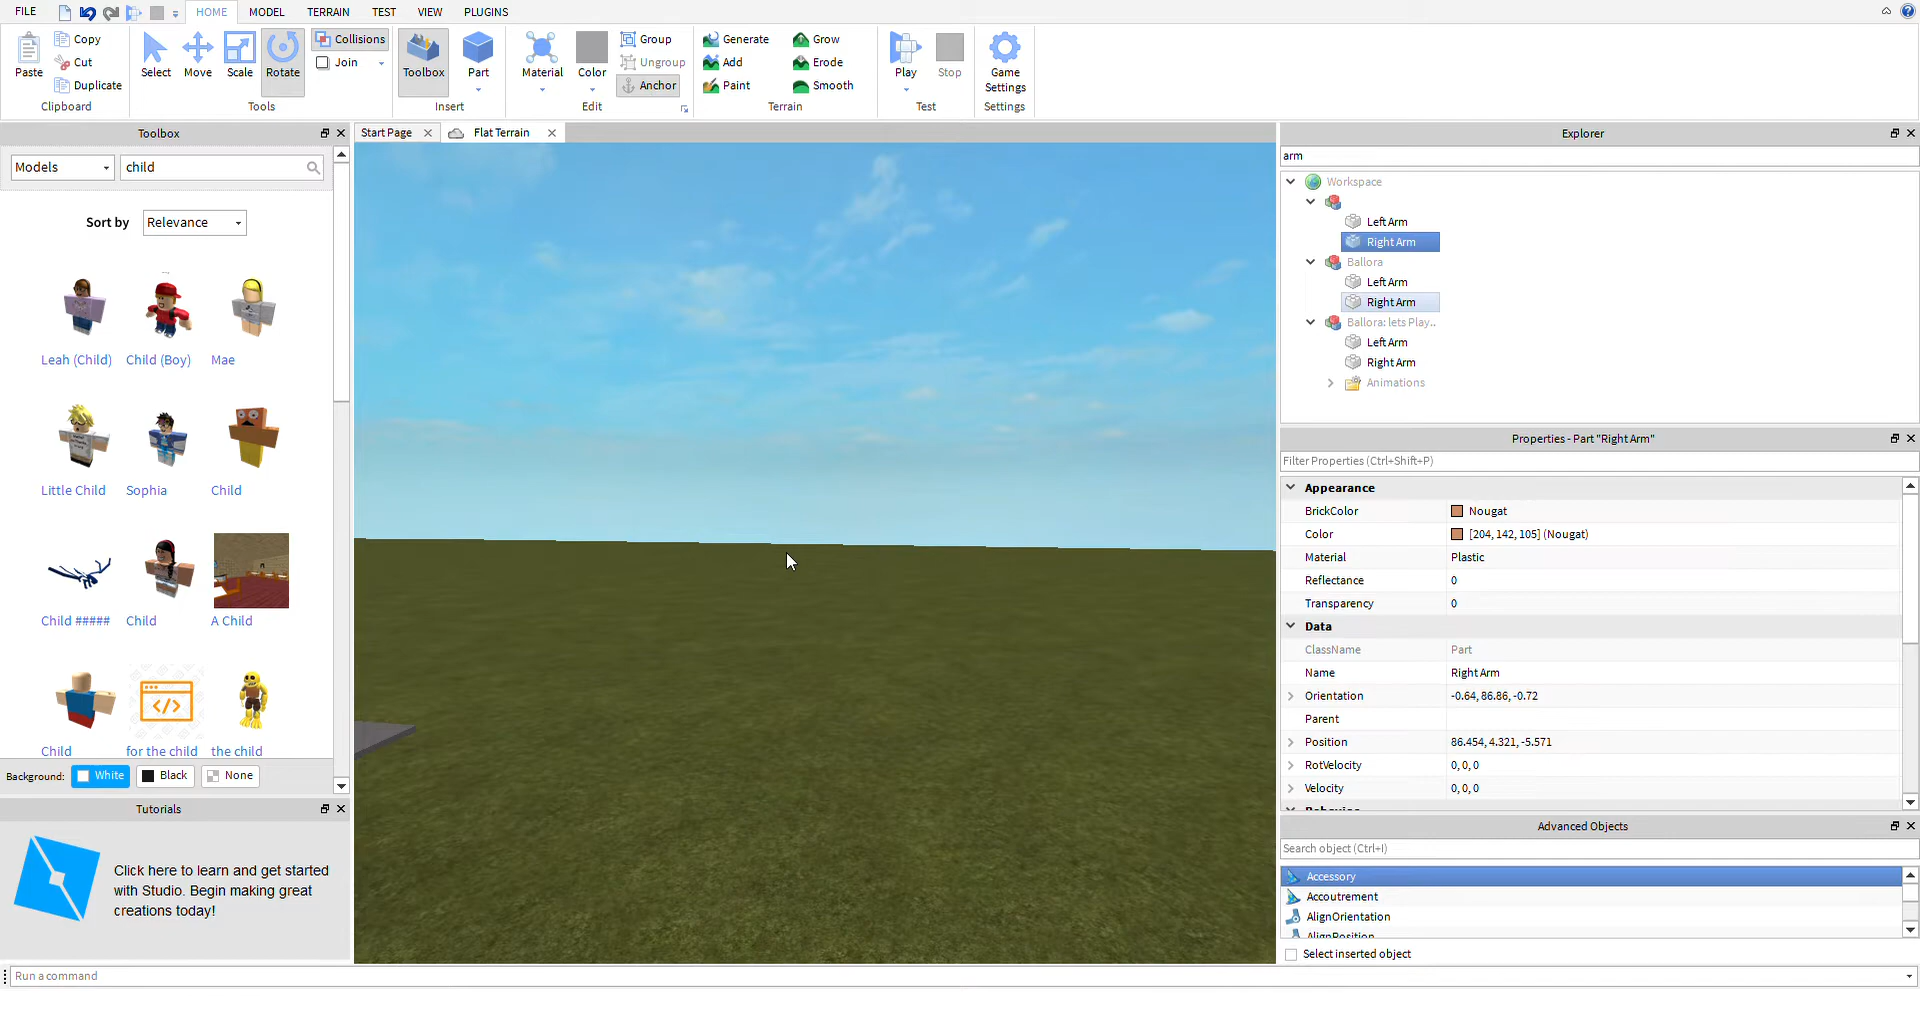 FILE HOME MODEL TERRAIN TEST VIEW PLUGINS
Paste
Copy
Cut
Duplicate
Clipboard
Select Move Scale Rotate
Collisions
Join
Tools
Toolbox Part
Insert
Material Color
Group
Ungroup
Anchor
Edit
Generate Grow
Add Erode
Paint Smooth
Terrain
Play Stop
Test
Game
Settings
Settings
Toolbox
Models child
Sort by Relevance
Leah (Child) Child (Boy) Mae
Little Child Sophia Child
Child ##### Child A Child
Child for the child the child
Background: White Black None
Tutorials
Click here to learn and get started
with Studio. Begin making great
creations today!
Start Page Flat Terrain
Explorer
arm
Workspace
Left Arm
Right Arm
Ballora
Left Arm
Right Arm
Ballora: lets Play..
Left Arm
Right Arm
Animations
Properties - Part "Right Arm"
Filter Properties (Ctrl+Shift+P)
Appearance
BrickColor Nougat
Color [204, 142, 105] (Nougat)
Material Plastic
Reflectance 0
Transparency 0
Data
ClassName Part
Name Right Arm
Orientation -0.64, 86.86, -0.72
Parent
Position 86.454, 4.321, -5.571
RotVelocity 0, 0, 0
Velocity 0, 0, 0
Behavior
Advanced Objects
Search object (Ctrl+I)
Accessory
Accoutrement
AlignOrientation
AlignPosition
Select inserted object
Run a command